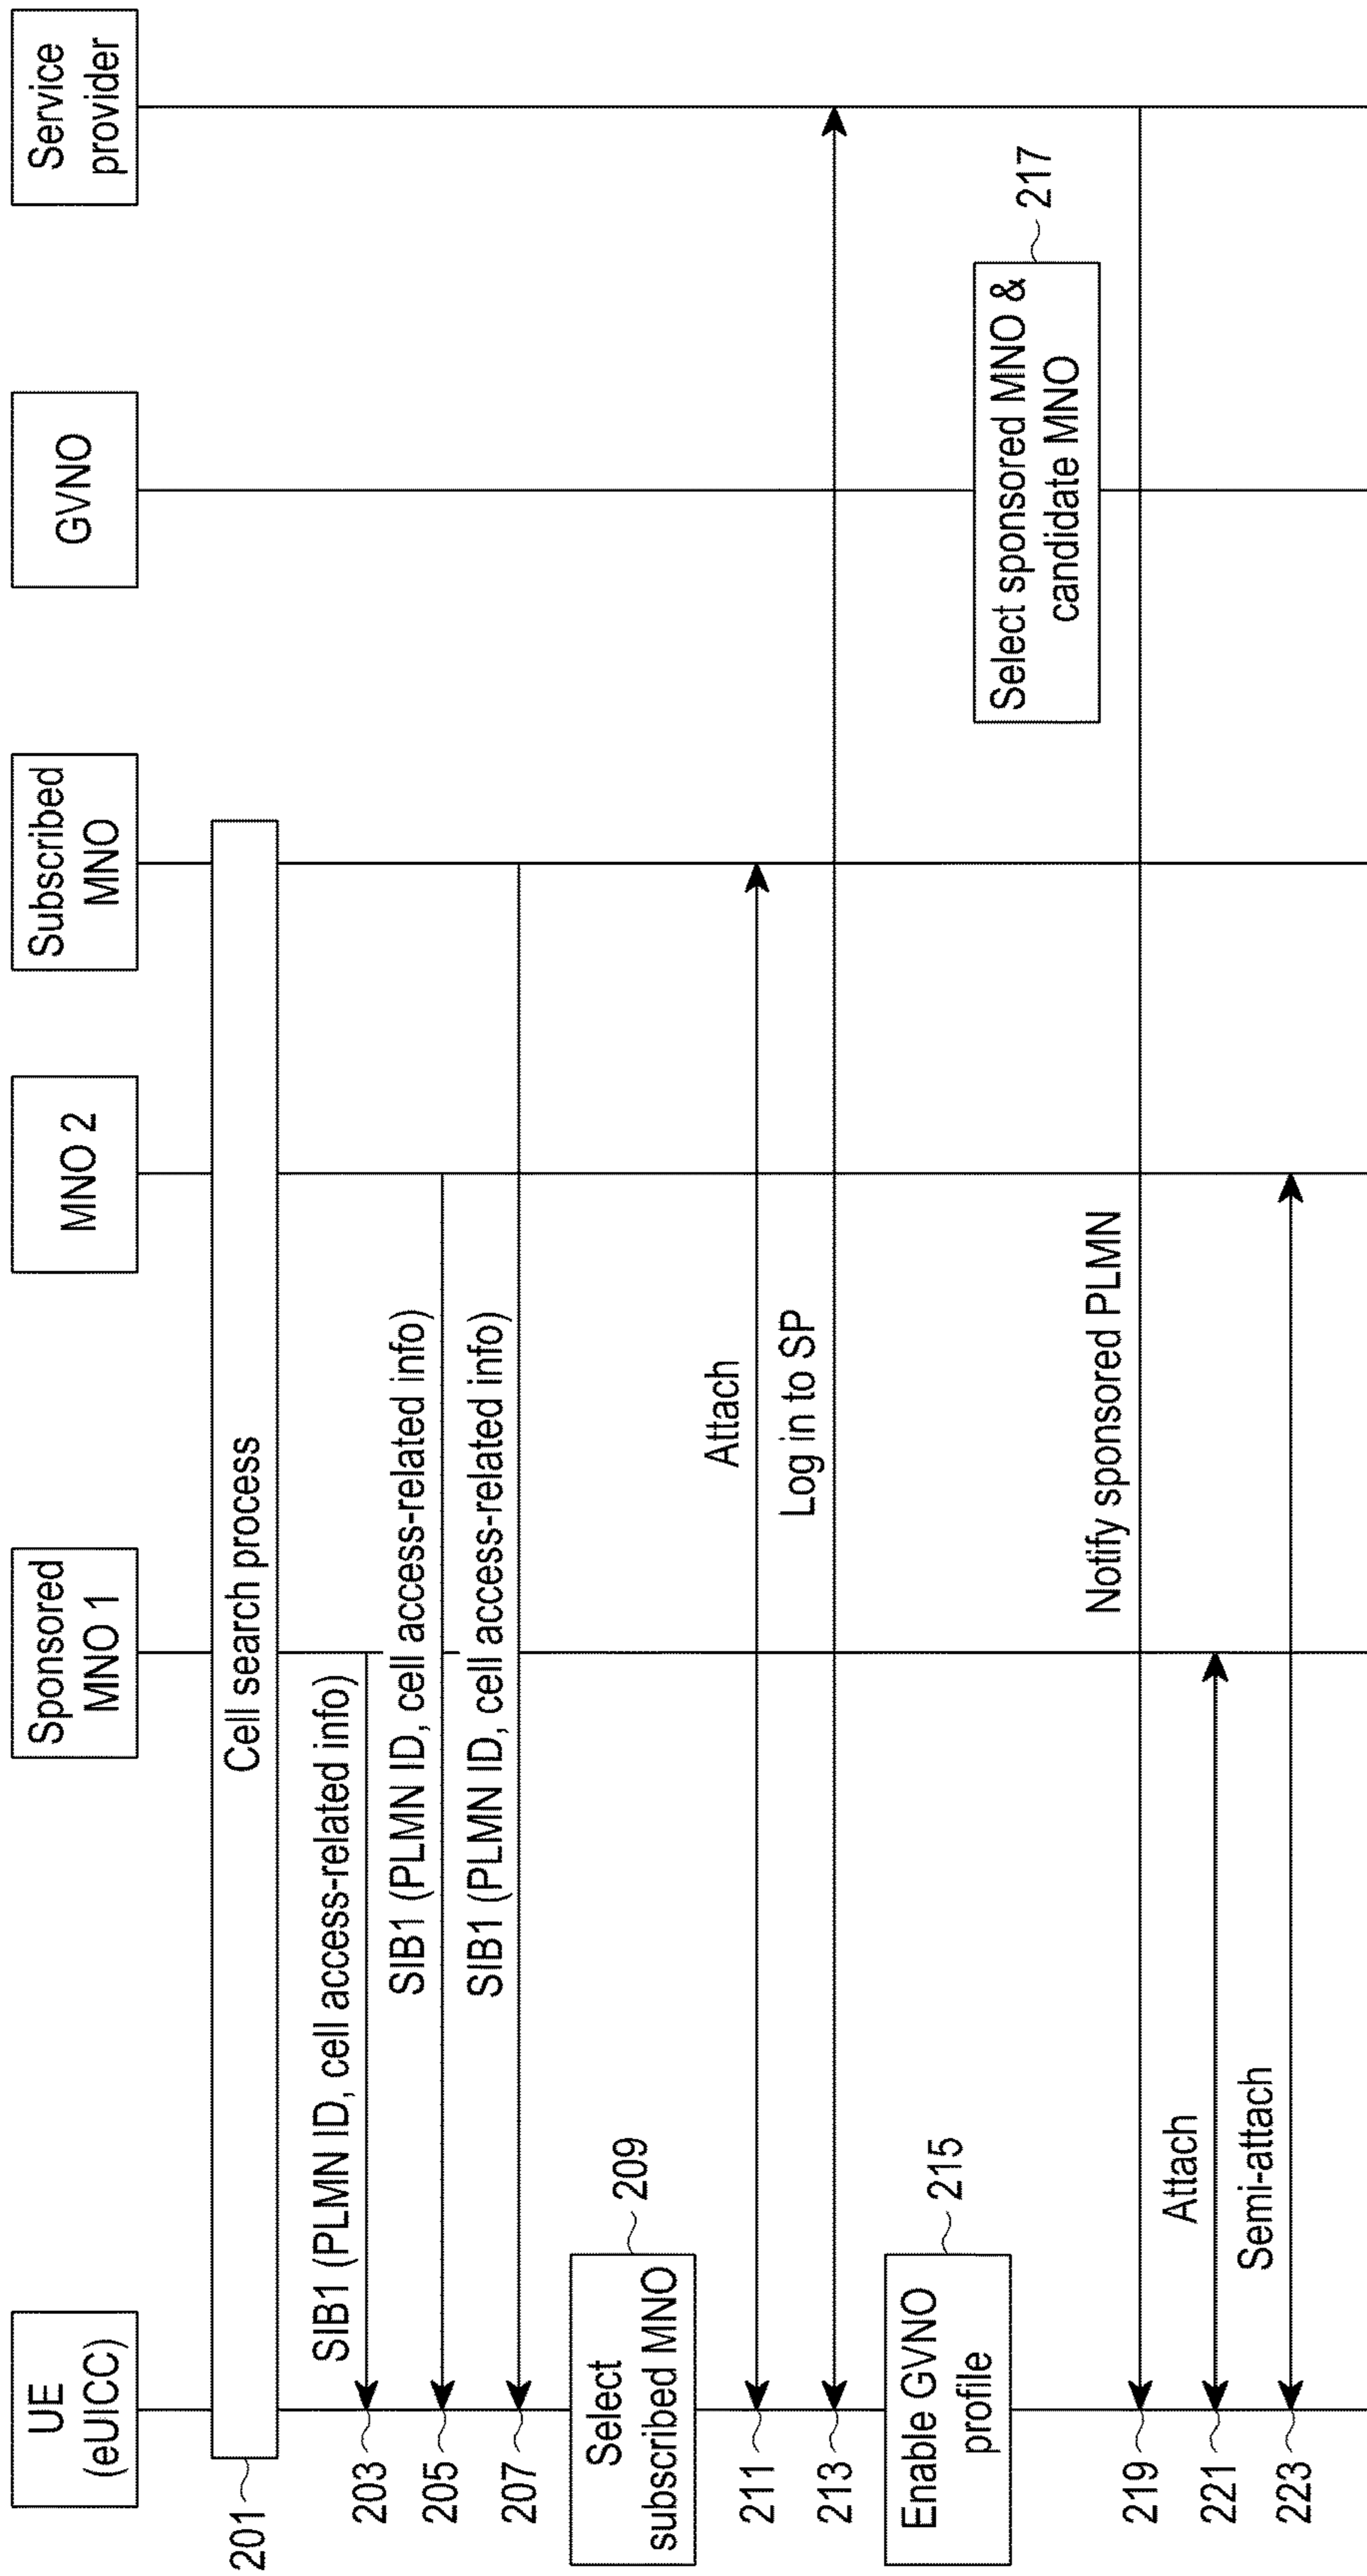 UE
(eUICC)
Sponsored
MNO 1
MNO 2
Subscribed
MNO
GVNO
Service
provider
201
Cell search process
SIB1 (PLMN ID, cell access-related info)
203
SIB1 (PLMN ID, cell access-related info)
205
SIB1 (PLMN ID, cell access-related info)
207
Select
subscribed MNO
209
Attach
211
Log in to SP
213
Enable GVNO
profile
215
Select sponsored MNO &
candidate MNO
217
Notify sponsored PLMN
219
Attach
221
Semi-attach
223